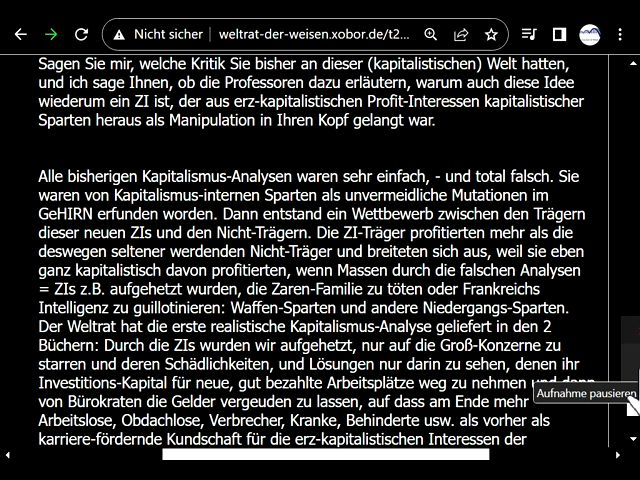 Nicht sicher weltrat-der-weisen.xobor.de/t2...
Sagen Sie mir, welche Kritik Sie bisher an dieser (kapitalistischen) Welt hatten,
und ich sage Ihnen, ob die Professoren dazu erläutern, warum auch diese Idee
wiederum ein ZI ist, der aus erz-kapitalistischen Profit-Interessen kapitalistischer
Sparten heraus als Manipulation in Ihren Kopf gelangt war.
Alle bisherigen Kapitalismus-Analysen waren sehr einfach, - und total falsch. Sie
waren von Kapitalismus-internen Sparten als unvermeidliche Mutationen im
GeHIRN erfunden worden. Dann entstand ein Wettbewerb zwischen den Trägern
dieser neuen ZIs und den Nicht-Trägern. Die ZI-Träger profitierten mehr als die
deswegen seltener werdenden Nicht-Träger und breiteten sich aus, weil sie eben
ganz kapitalistisch davon profitierten, wenn Massen durch die falschen Analysen
= ZIs z.B. aufgehetzt wurden, die Zaren-Familie zu töten oder Frankreichs
Intelligenz zu guillotinieren: Waffen-Sparten und andere Niedergangs-Sparten.
Der Weltrat hat die erste realistische Kapitalismus-Analyse geliefert in den 2
Büchern: Durch die ZIs wurden wir aufgehetzt, nur auf die Groß-Konzerne zu
starren und deren Schädlichkeiten, und Lösungen nur darin zu sehen, denen ihr
Investitions-Kapital für neue, gut bezahlte Arbeitsplätze weg zu nehmen und dann
von Bürokraten die Gelder vergeuden zu lassen, auf dass am Ende mehr
Aufnahme pausieren
Arbeitslose, Obdachlose, Verbrecher, Kranke, Behinderte usw. als vorher als
karriere-fördernde Kundschaft für die erz-kapitalistischen Interessen der